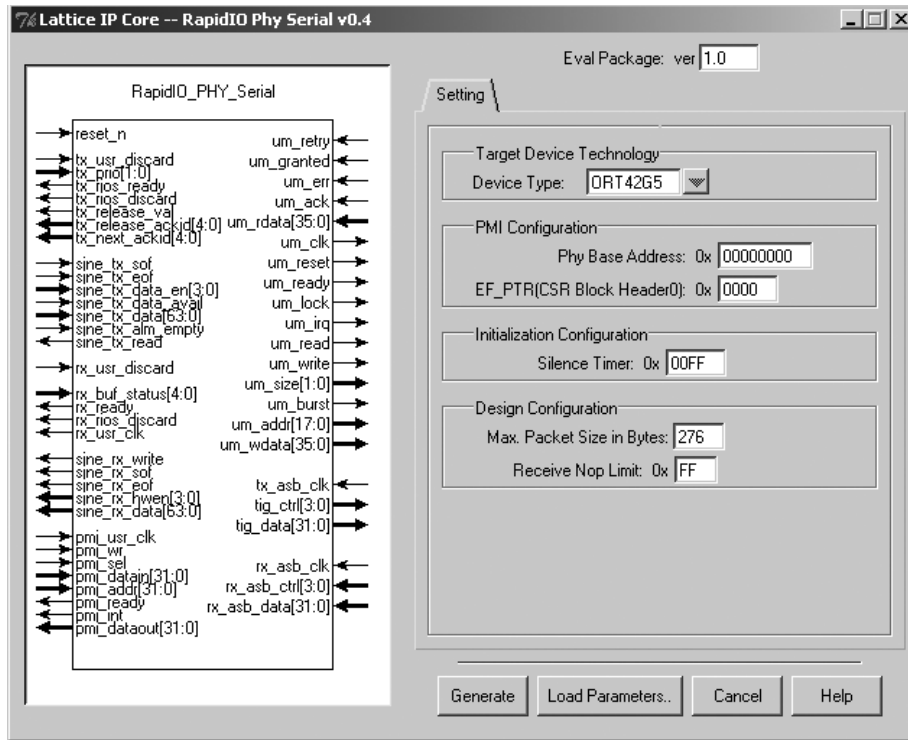 Lattice IP Core -- RapidIO Phy Serial v0.4
Eval Package: ver 1.0
RapidIO_PHY_Serial
reset_n
tx_usr_discard
tx_prio[1:0]
tx_rios_ready
tx_rios_discard
tx_release_val
tx_release_ackid[4:0]
tx_next_ackid[4:0]
sine_tx_sof
sine_tx_eof
sine_tx_data_en[3:0]
sine_tx_data_avail
sine_tx_data[63:0]
sine_tx_alm_empty
sine_tx_read
rx_usr_discard
rx_buf_status[4:0]
rx_ready
rx_rios_discard
rx_usr_clk
sine_rx_write
sine_rx_sof
sine_rx_eof
sine_rx_hwen[3:0]
sine_rx_data[63:0]
pmi_usr_clk
pmi_wr
pmi_sel
pmi_datain[31:0]
pmi_addr[31:0]
pmi_ready
pmi_int
pmi_dataout[31:0]
um_retry
um_granted
um_err
um_ack
um_rdata[35:0]
um_clk
um_reset
um_ready
um_lock
um_irq
um_read
um_write
um_size[1:0]
um_burst
um_addr[17:0]
um_wdata[35:0]
tx_asb_clk
tig_ctrl[3:0]
tig_data[31:0]
rx_asb_clk
rx_asb_ctrl[3:0]
rx_asb_data[31:0]
Setting
Target Device Technology
Device Type: ORT42G5
PMI Configuration
Phy Base Address: 0x 00000000
EF_PTR(CSR Block Header0): 0x 0000
Initialization Configuration
Silence Timer: 0x 00FF
Design Configuration
Max. Packet Size in Bytes: 276
Receive Nop Limit: 0x FF
Generate
Load Parameters..
Cancel
Help